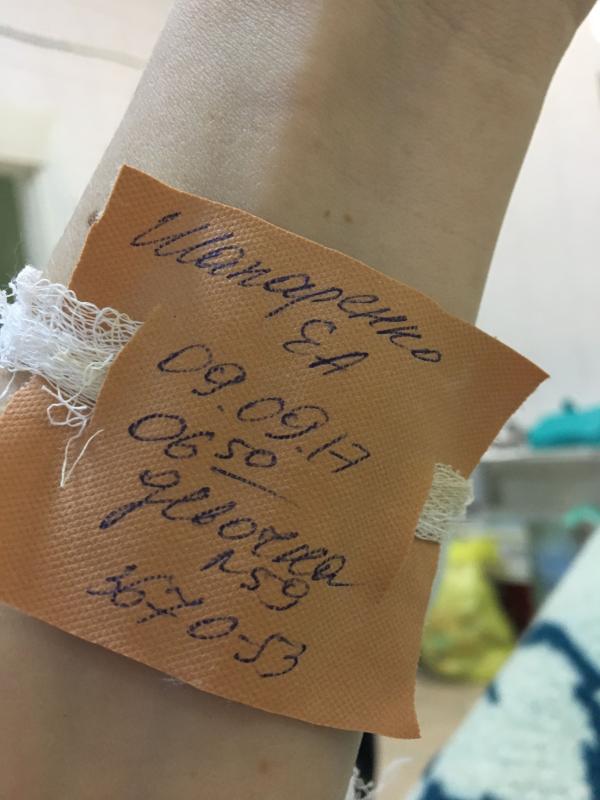 Шапаренко
ЕА
09.09.17
06 50
девочка
№59
3670-53